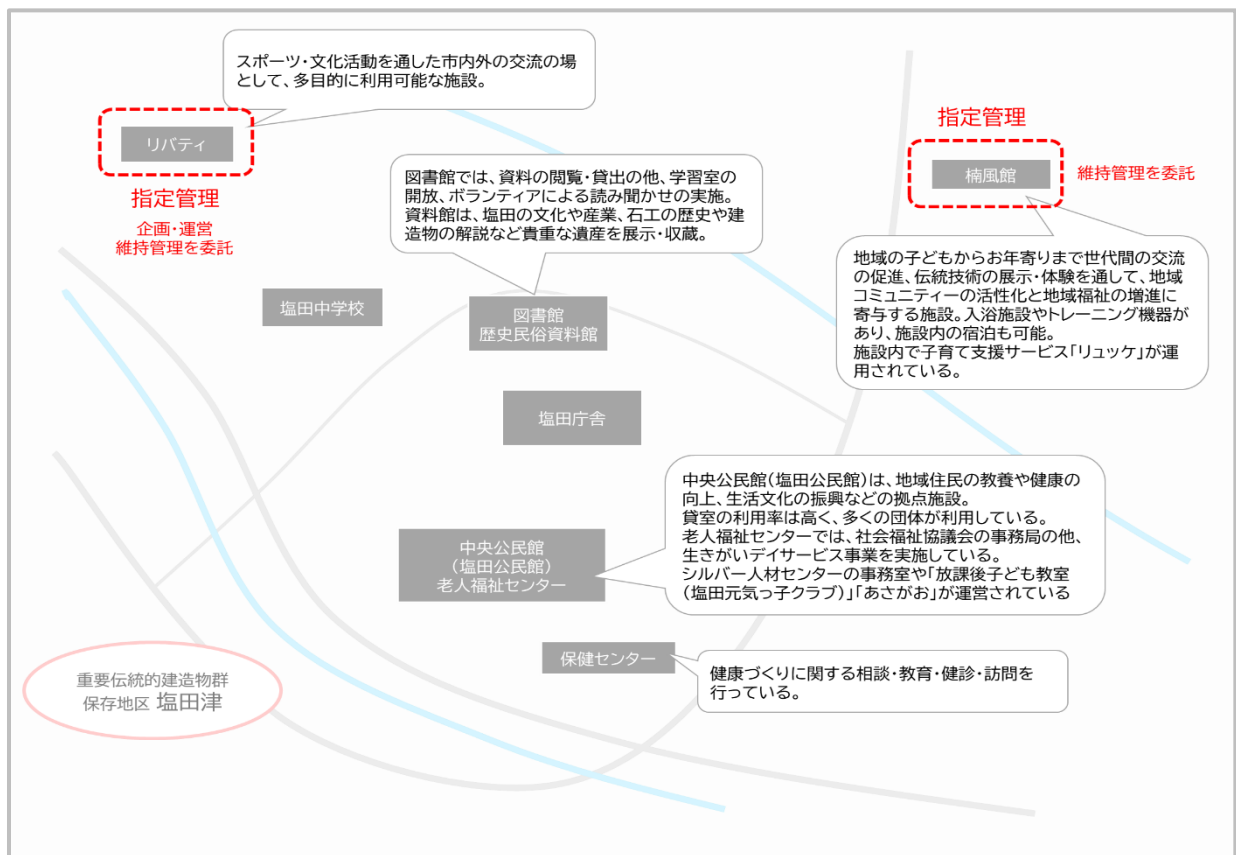 スポーツ・文化活動を通した市内外の交流の場
として、多目的に利用可能な施設。
リバティ
指定管理
企画・運営
維持管理を委託
指定管理
楠風館
維持管理を委託
図書館では、資料の閲覧・貸出の他、学習室の
開放、ボランティアによる読み聞かせの実施。
資料館は、塩田の文化や産業、石工の歴史や建
造物の解説など貴重な遺産を展示・収蔵。
地域の子どもからお年寄りまで世代間の交流
の促進、伝統技術の展示・体験を通して、地域
コミュニティーの活性化と地域福祉の増進に
寄与する施設。入浴施設やトレーニング機器が
あり、施設内の宿泊も可能。
施設内で子育て支援サービス「リュッケ」が運
用されている。
塩田中学校
図書館
歴史民俗資料館
塩田庁舎
中央公民館(塩田公民館)は、地域住民の教養や健康の
向上、生活文化の振興などの拠点施設。
貸室の利用率は高く、多くの団体が利用している。
老人福祉センターでは、社会福祉協議会の事務局の他、
生きがいデイサービス事業を実施している。
シルバー人材センターの事務室や「放課後子ども教室
(塩田元気っ子クラブ)」「あさがお」が運営されている
中央公民館
(塩田公民館)
老人福祉センター
保健センター
健康づくりに関する相談・教育・健診・訪問を
行っている。
重要伝統的建造物群
保存地区 塩田津